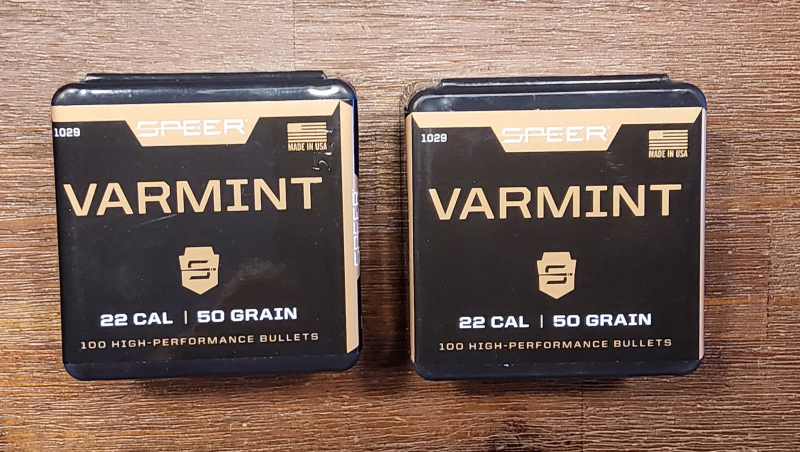 1029
SPEER
MADE IN USA
VARMINT
SPEER
22 CAL | 50 GRAIN
100 HIGH-PERFORMANCE BULLETS
1029
SPEER
MADE IN USA
VARMINT
22 CAL | 50 GRAIN
100 HIGH-PERFORMANCE BULLETS